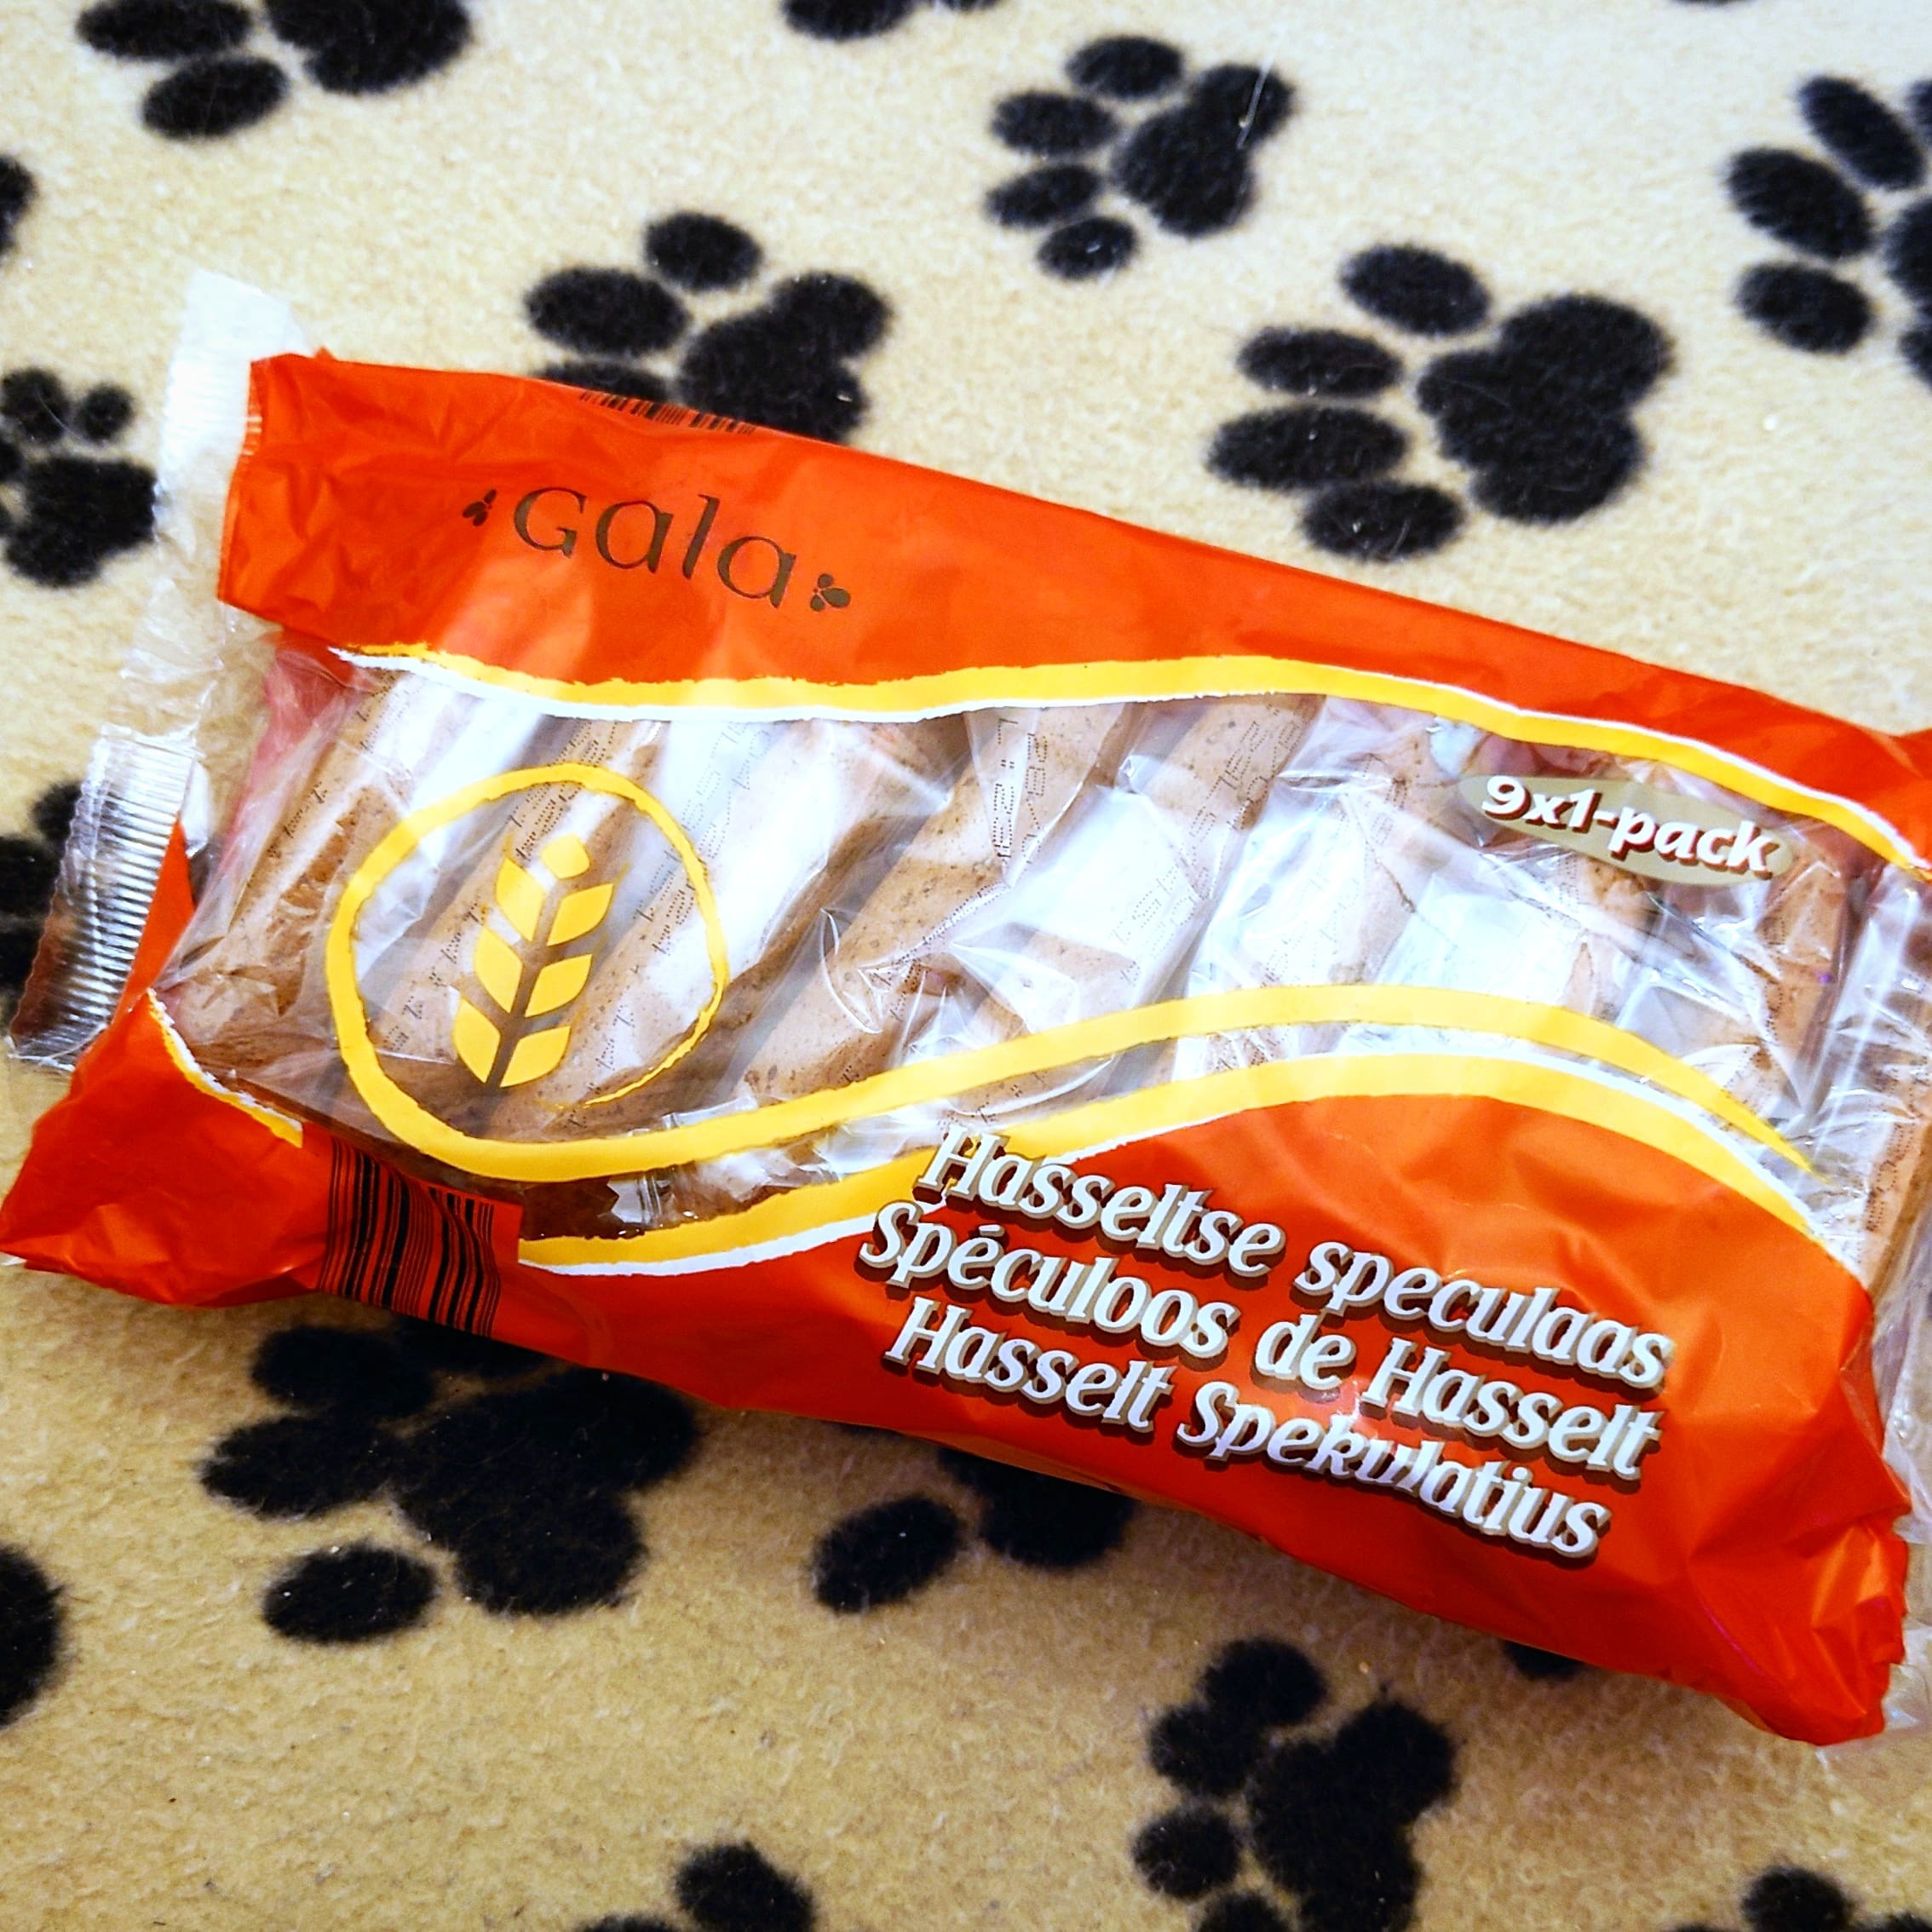 Gala
9x1-pack
Hasseltse speculaas
Spéculoos de Hasselt
Hasselt Spekulatius